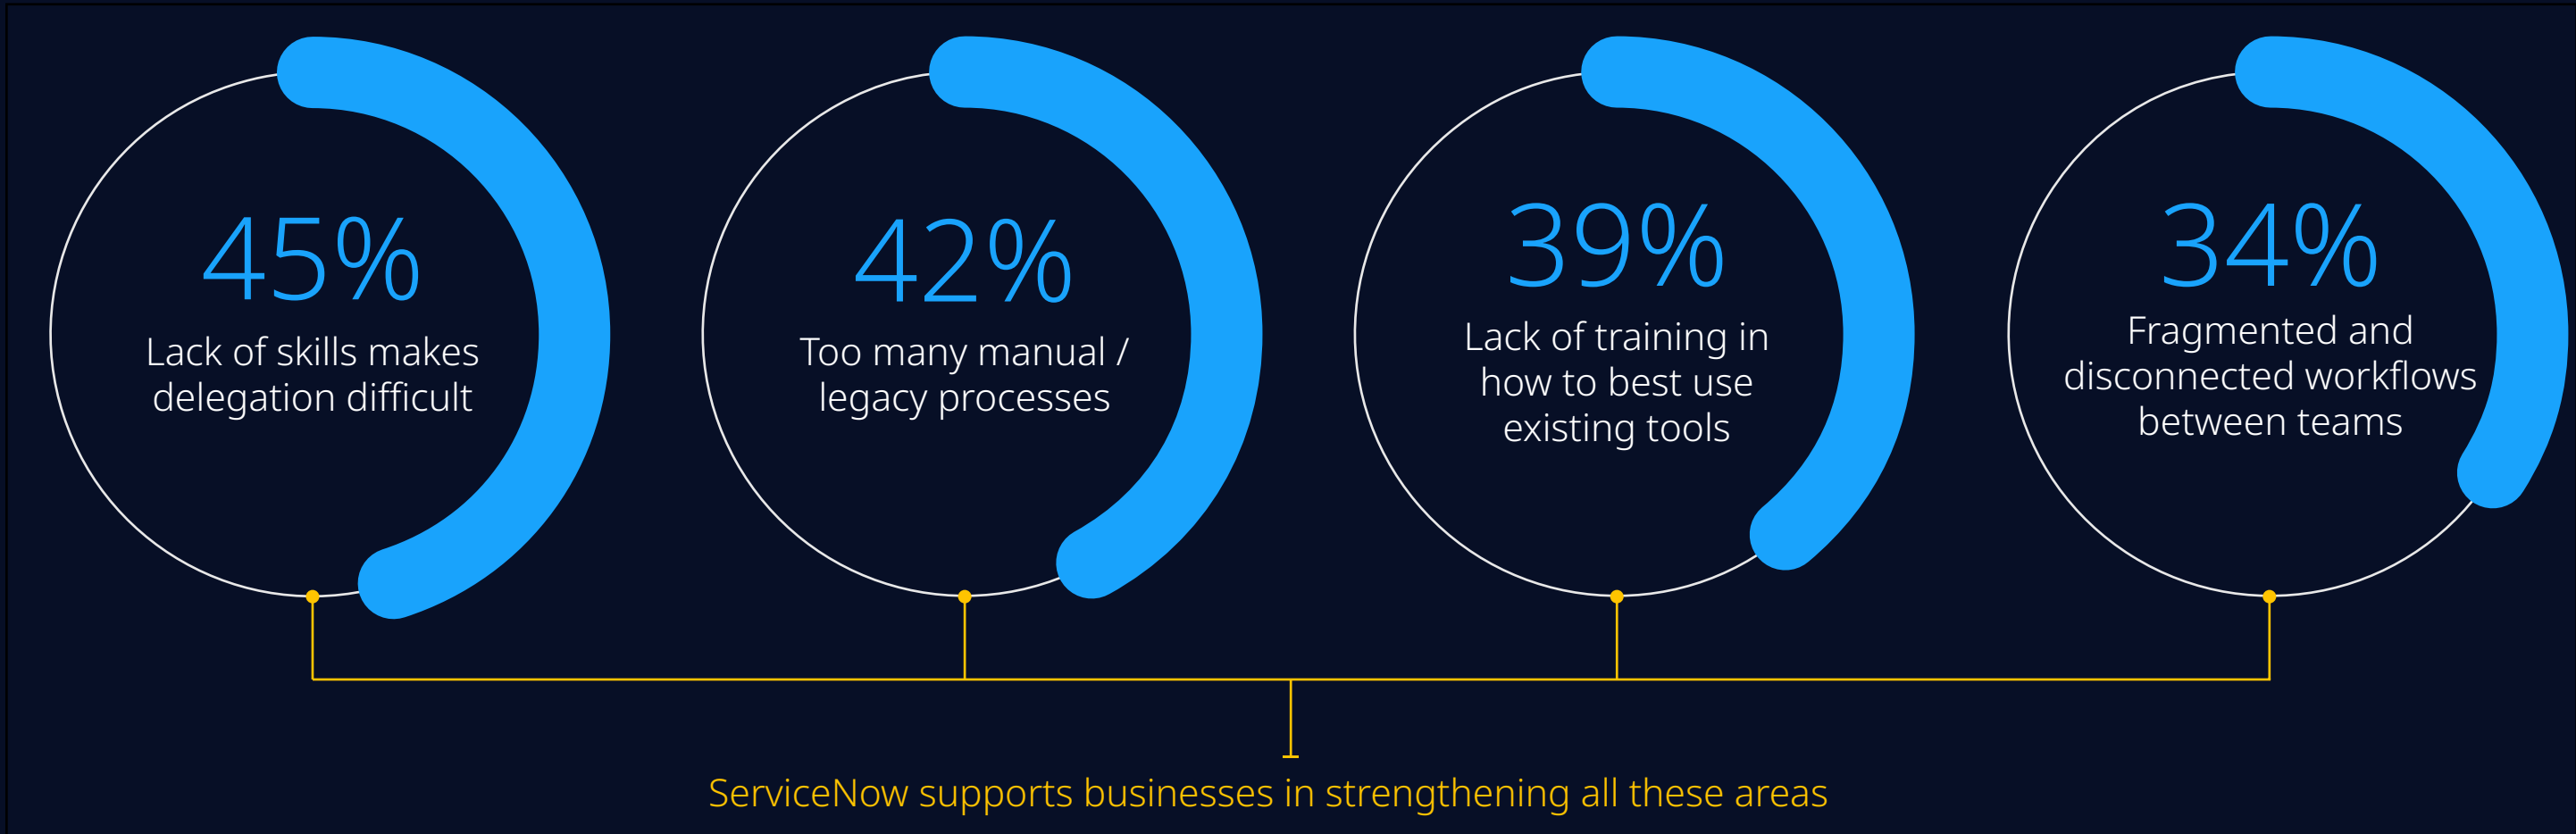 45%
Lack of skills makes
delegation difficult
42%
Too many manual /
legacy processes
39%
Lack of training in
how to best use
existing tools
34%
Fragmented and
disconnected workflows
between teams
ServiceNow supports businesses in strengthening all these areas